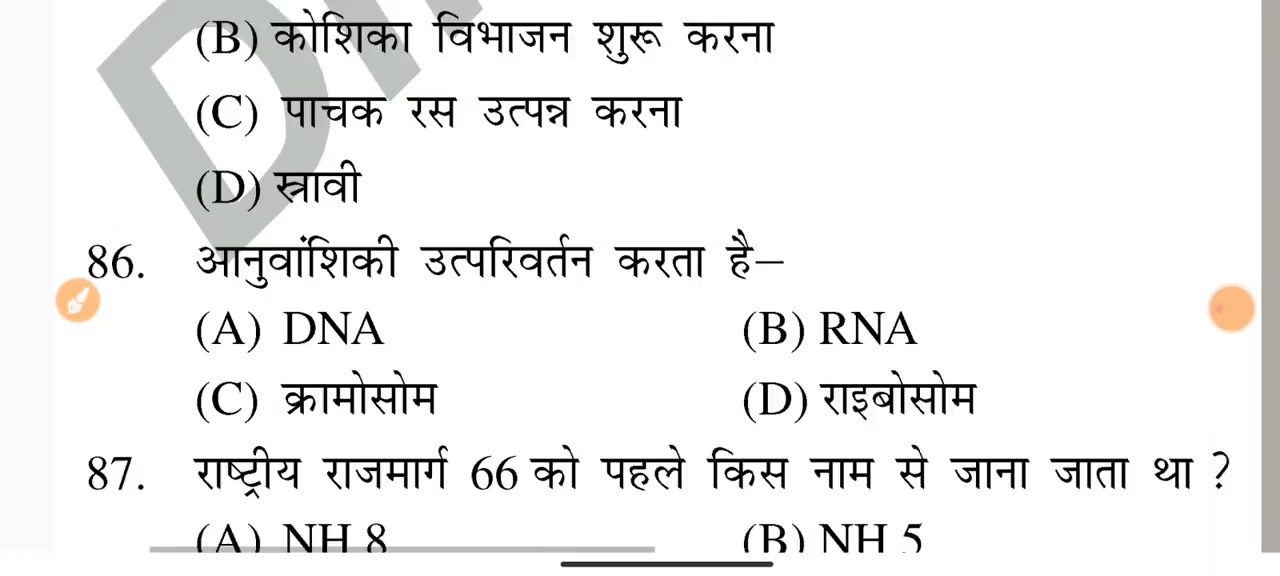 (B) कोशिका विभाजन शुरू करना
(C) पाचक रस उत्पन्न करना
(D) स्त्रावी
86. आनुवांशिकी उत्परिवर्तन करता है–
(A) DNA (B) RNA
(C) क्रामोसोम (D) राइबोसोम
87. राष्ट्रीय राजमार्ग 66 को पहले किस नाम से जाना जाता था ?
(A) NH 8 (B) NH 5